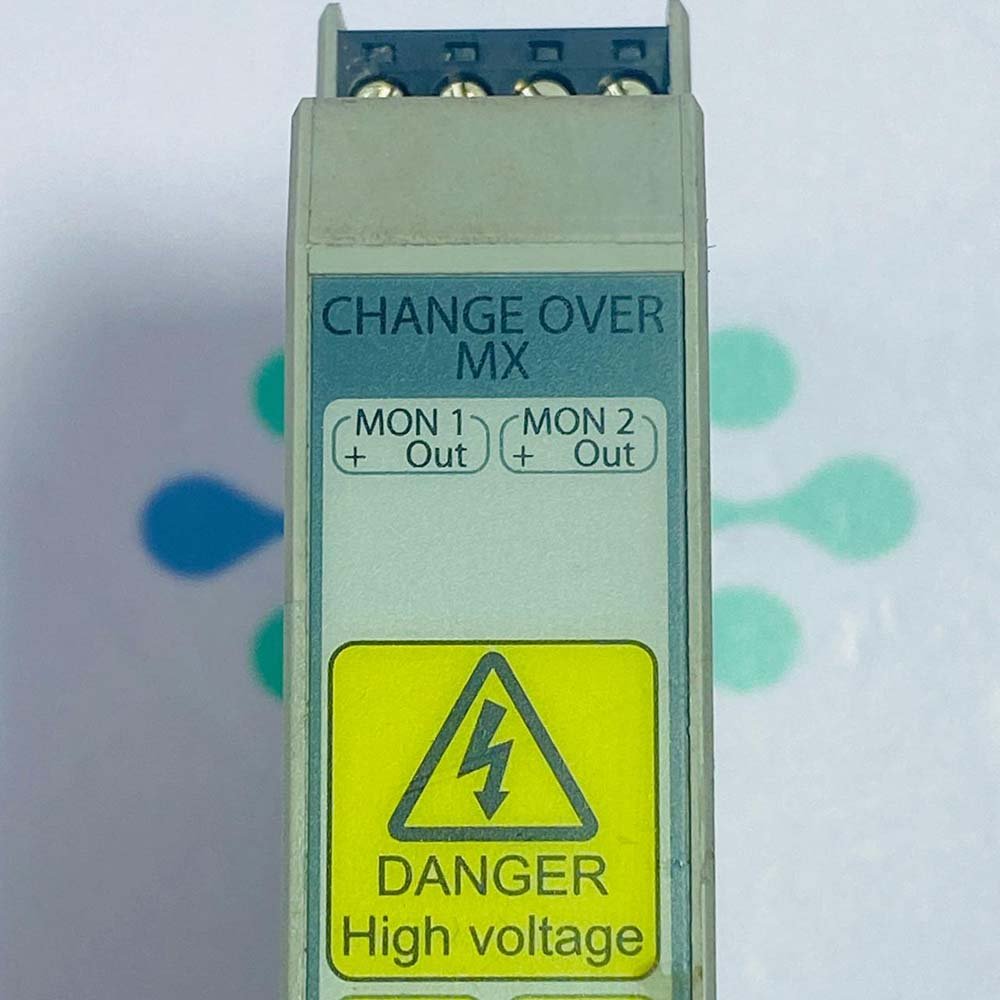 CHANGE OVER
MX
MON 1 MON 2
+ Out + Out
DANGER
High voltage